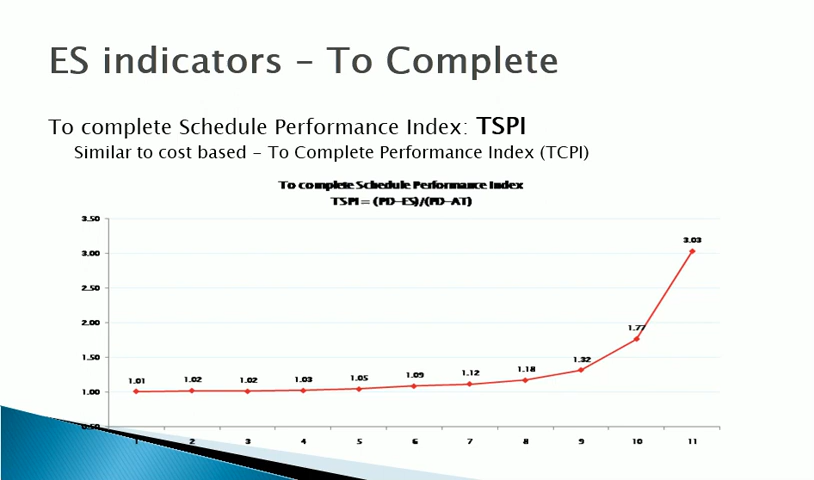 ES indicators – To Complete
To complete Schedule Performance Index: TSPI
Similar to cost based – To Complete Performance Index (TCPI)
To complete Schedule Performance Index
TSPI = (PD-ES)/(PD-AT)
3.50
3.00
2.50
2.00
1.50
1.00
0.50
1.01 1.02 1.02 1.03 1.05 1.09 1.12 1.18 1.32 1.77 3.03
1 2 3 4 5 6 7 8 9 10 11